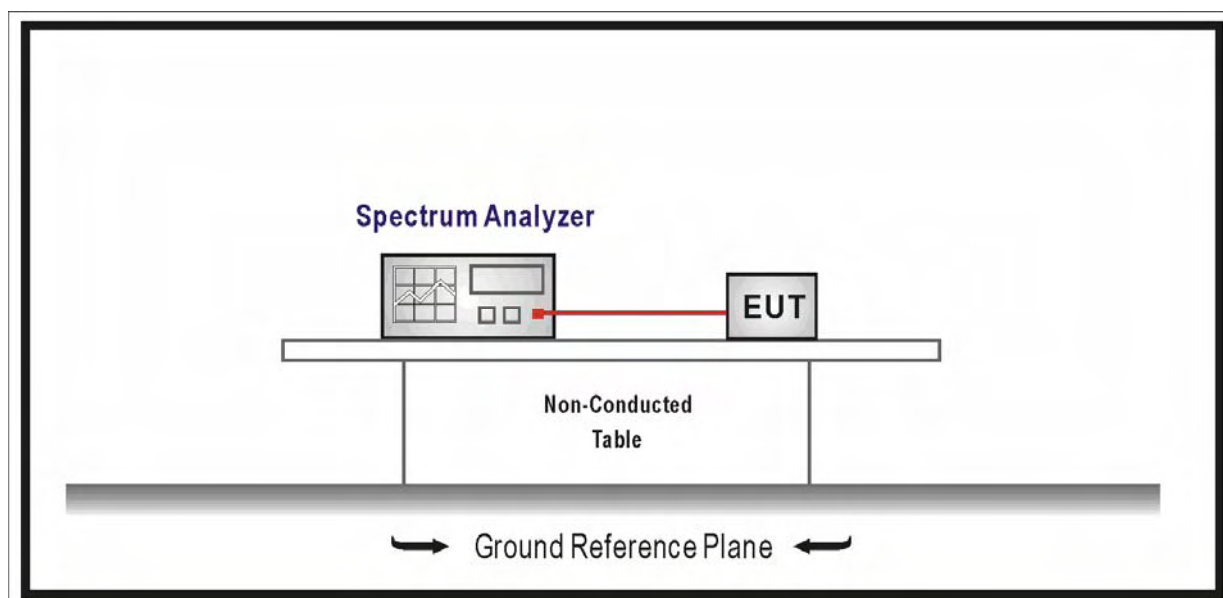 Spectrum Analyzer
EUT
Non-Conducted
Table
Ground Reference Plane